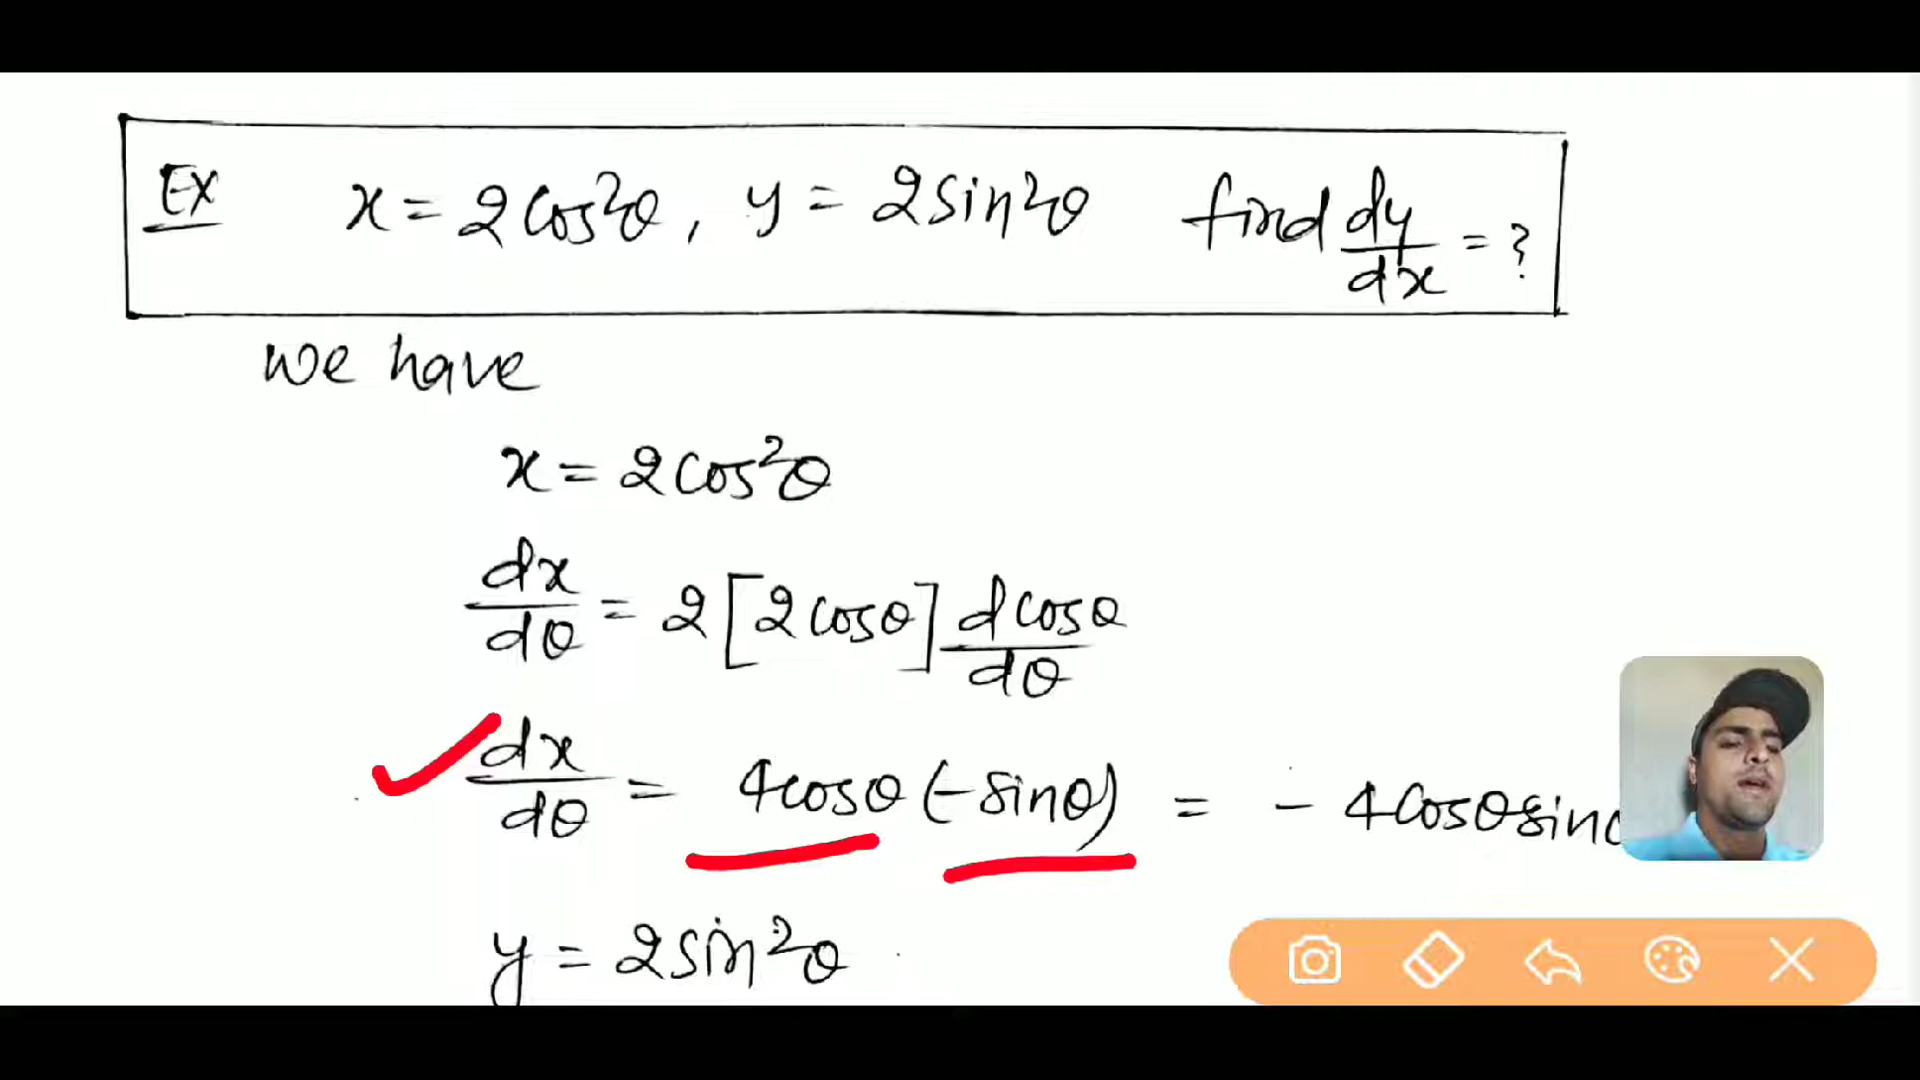 Ex x = 2cos²θ, y = 2sin²θ find dy/dx = ?
we have
x = 2cos²θ
dx/dθ = 2[2cosθ] dcosθ/dθ
dx/dθ = 4cosθ(-sinθ) = - 4cosθsin
y = 2sin²θ